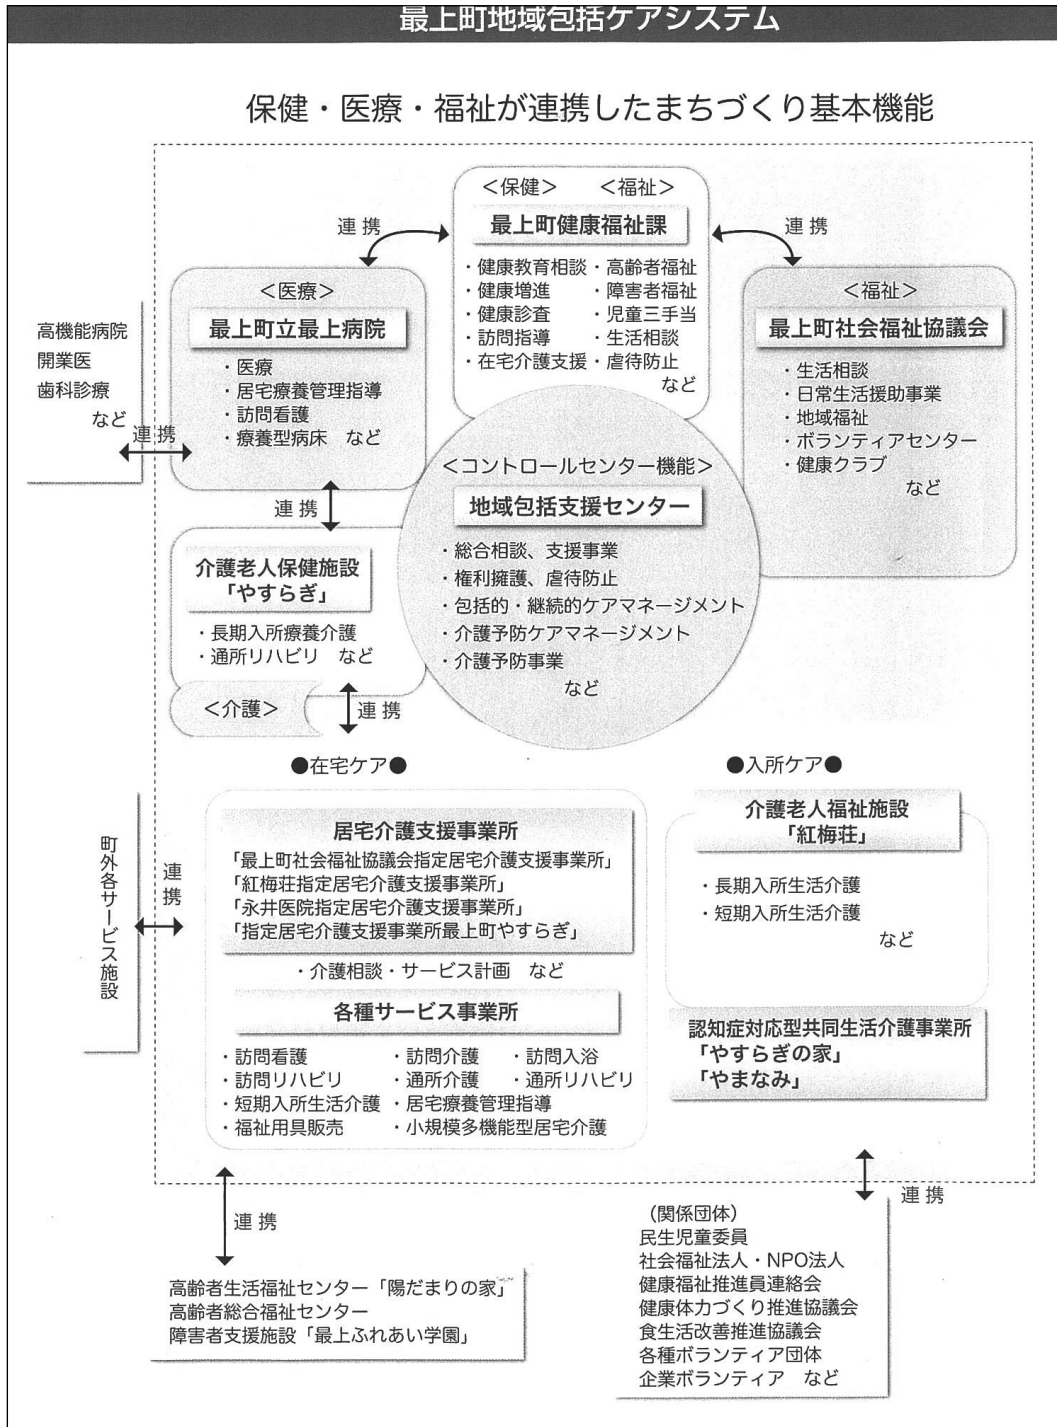 最上町地域包括ケアシステム
保健・医療・福祉が連携したまちづくり基本機能
＜保健＞ ＜福祉＞
最上町健康福祉課
・健康教育相談 ・高齢者福祉
・健康増進 ・障害者福祉
・健康診査 ・児童三手当
・訪問指導 ・生活相談
・在宅介護支援 ・虐待防止
など
連 携
連 携
＜医療＞
最上町立最上病院
・医療
・居宅療養管理指導
・訪問看護
・療養型病床 など
高機能病院
開業医
歯科診療
など
連 携
＜福祉＞
最上町社会福祉協議会
・生活相談
・日常生活援助事業
・地域福祉
・ボランティアセンター
・健康クラブ
など
＜コントロールセンター機能＞
地域包括支援センター
・総合相談、支援事業
・権利擁護、虐待防止
・包括的・継続的ケアマネージメント
・介護予防ケアマネージメント
・介護予防事業
など
連 携
介護老人保健施設
「やすらぎ」
・長期入所療養介護
・通所リハビリ など
＜介護＞
連 携
●在宅ケア●
居宅介護支援事業所
「最上町社会福祉協議会指定居宅介護支援事業所」
「紅梅荘指定居宅介護支援事業所」
「永井医院指定居宅介護支援事業所」
「指定居宅介護支援事業所最上町やすらぎ」
・介護相談・サービス計画 など
各種サービス事業所
・訪問看護 ・訪問介護 ・訪問入浴
・訪問リハビリ ・通所介護 ・通所リハビリ
・短期入所生活介護 ・居宅療養管理指導
・福祉用具販売 ・小規模多機能型居宅介護
町外各サービス施設
連携
●入所ケア●
介護老人福祉施設
「紅梅荘」
・長期入所生活介護
・短期入所生活介護
など
認知症対応型共同生活介護事業所
「やすらぎの家」
「やまなみ」
連 携
高齢者生活福祉センター「陽だまりの家」
高齢者総合福祉センター
障害者支援施設「最上ふれあい学園」
連 携
（関係団体）
民生児童委員
社会福祉法人・NPO法人
健康福祉推進員連絡会
健康体力づくり推進協議会
食生活改善推進協議会
各種ボランティア団体
企業ボランティア など